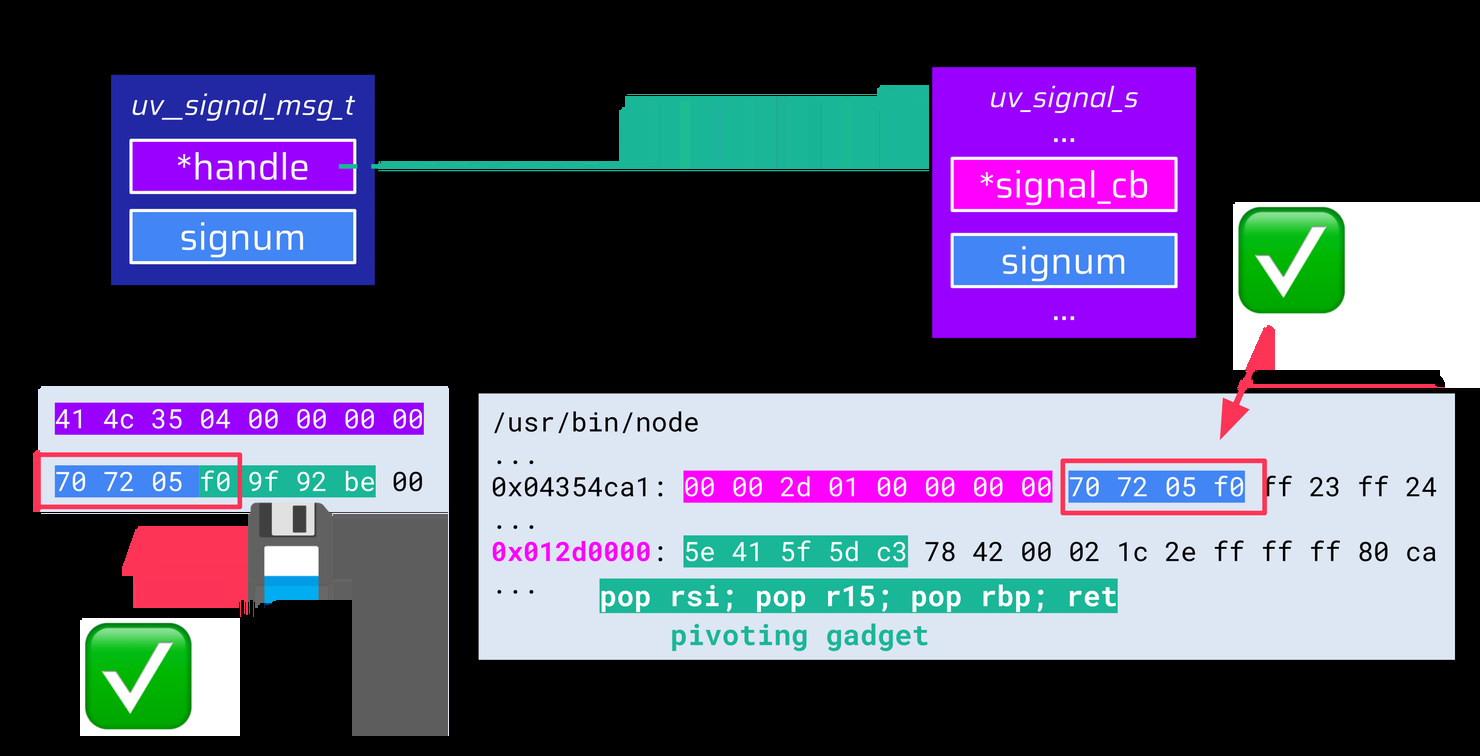 uv__signal_msg_t
*handle
signum
uv_signal_s
...
*signal_cb
signum
...
41 4c 35 04 00 00 00 00
70 72 05 f0 9f 92 be 00
/usr/bin/node
...
0x04354ca1: 00 00 2d 01 00 00 00 00 70 72 05 f0 ff 23 ff 24
...
0x012d0000: 5e 41 5f 5d c3 78 42 00 02 1c 2e ff ff ff 80 ca
...
pop rsi; pop r15; pop rbp; ret
pivoting gadget